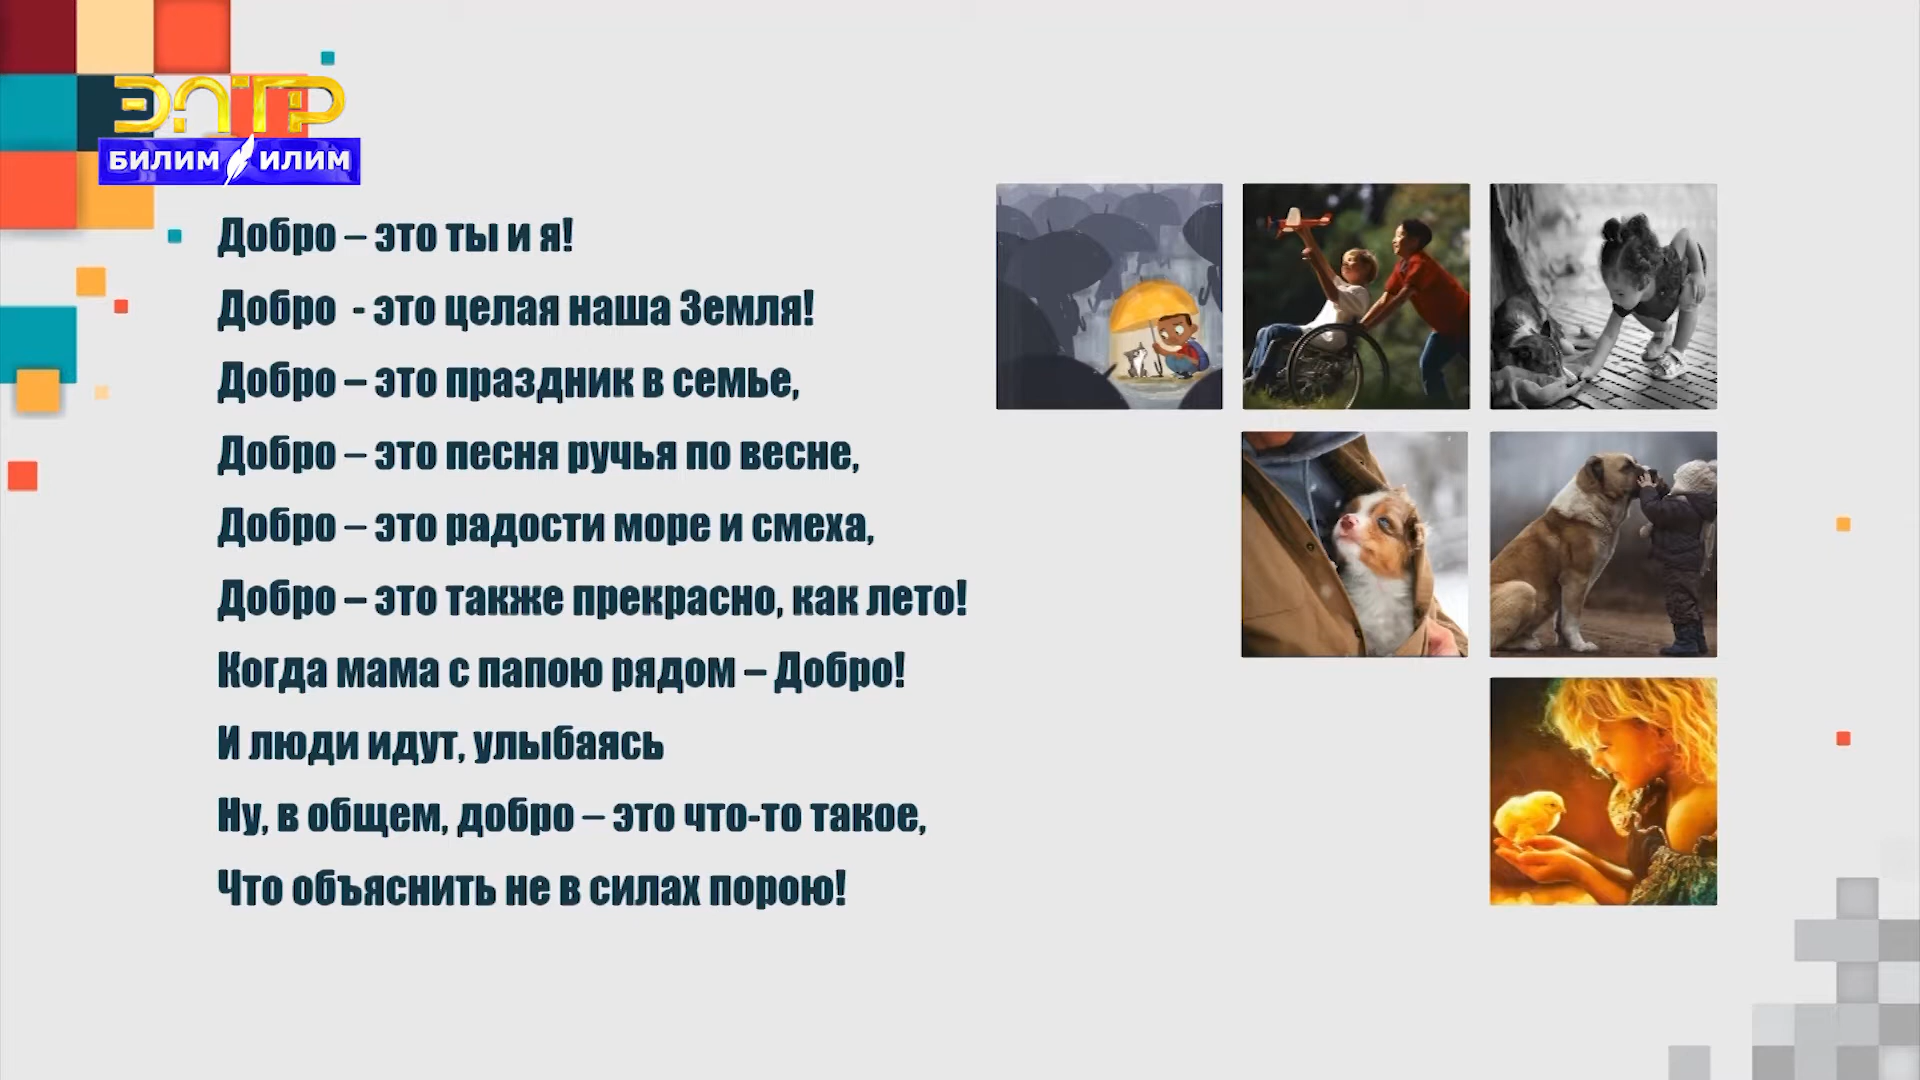 ЭЛТР
БИЛИМ ИЛИМ
Добро – это ты и я!
Добро - это целая наша Земля!
Добро – это праздник в семье,
Добро – это песня ручья по весне,
Добро – это радости море и смеха,
Добро – это также прекрасно, как лето!
Когда мама с папою рядом – Добро!
И люди идут, улыбаясь
Ну, в общем, добро – это что-то такое,
Что объяснить не в силах порою!